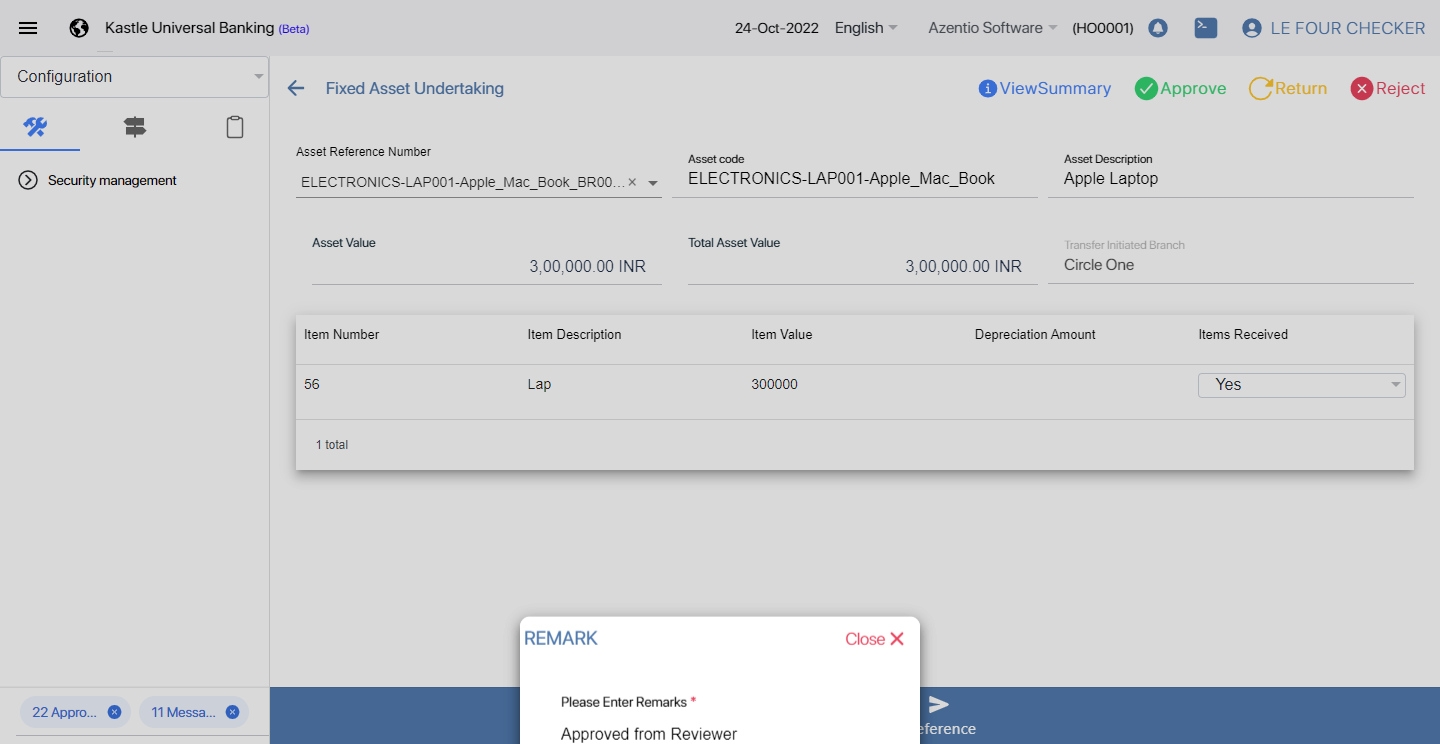 Kastle Universal Banking (Beta)
24-Oct-2022
English
Azentio Software
(HO0001)
LE FOUR CHECKER
Configuration
Fixed Asset Undertaking
ViewSummary
Approve
Return
Reject
Security management
Asset Reference Number
ELECTRONICS-LAP001-Apple_Mac_Book_BR00...
Asset code
ELECTRONICS-LAP001-Apple_Mac_Book
Asset Description
Apple Laptop
Asset Value
3,00,000.00 INR
Total Asset Value
3,00,000.00 INR
Transfer Initiated Branch
Circle One
Item Number Item Description Item Value Depreciation Amount Items Received
56 Lap 300000 Yes
1 total
REMARK
Close
Please Enter Remarks *
Approved from Reviewer
22 Appro...
11 Messa...
eference